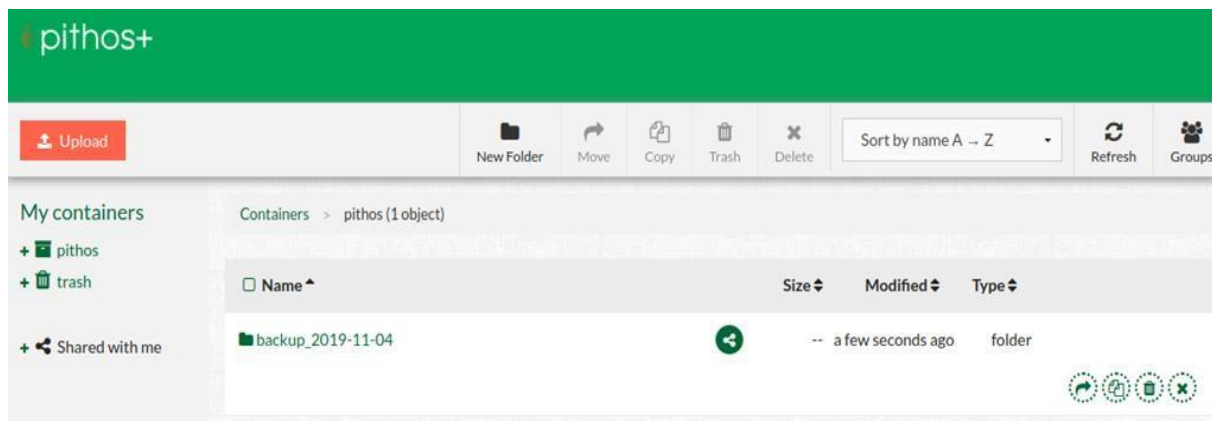 pithos+
Upload
New Folder
Move
Copy
Trash
Delete
Sort by name A → Z
Refresh
Groups
My containers
+ pithos
+ trash
+ Shared with me
Containers > pithos (1 object)
Name Size Modified Type
backup_2019-11-04 -- a few seconds ago folder